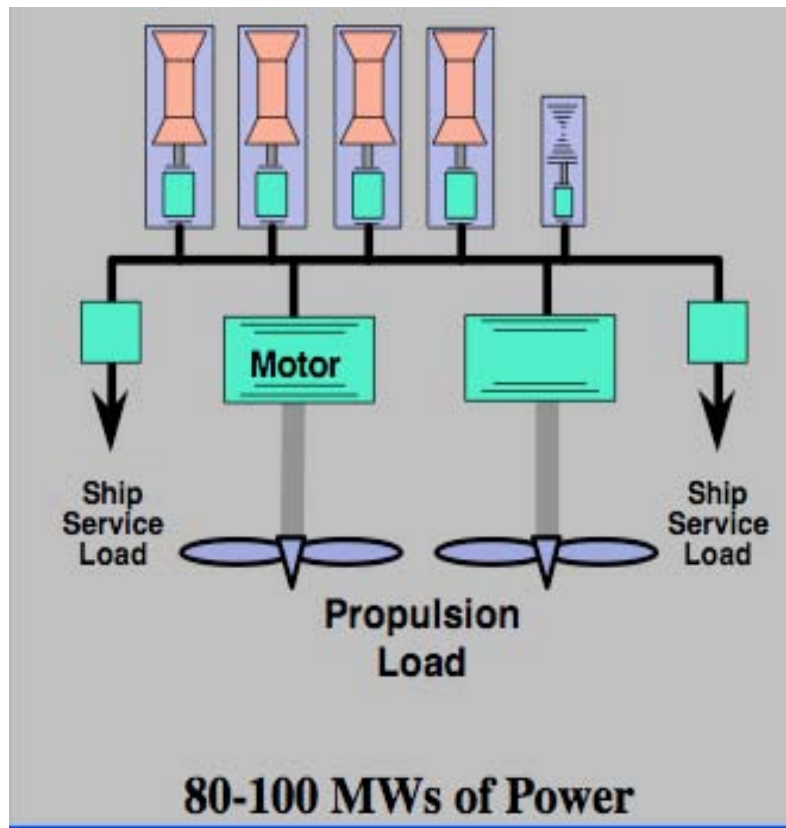 Motor
Ship
Service
Load
Ship
Service
Load
Propulsion
Load
80-100 MWs of Power